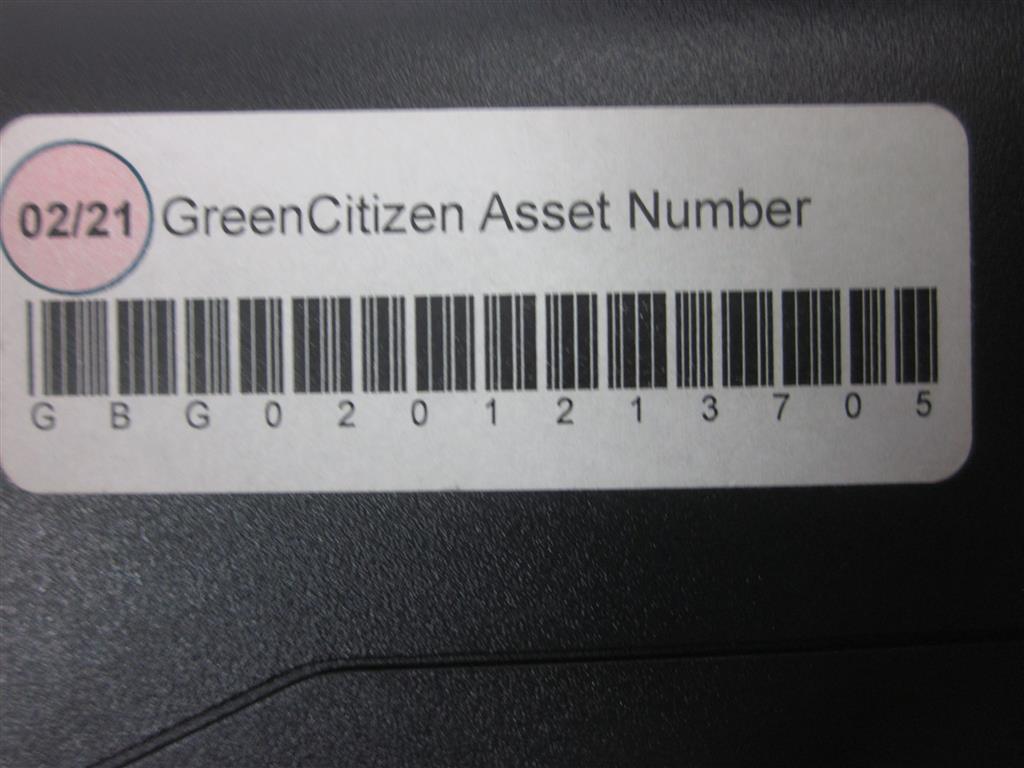 02/21 GreenCitizen Asset Number
G B G 0 2 0 1 2 1 3 7 0 5